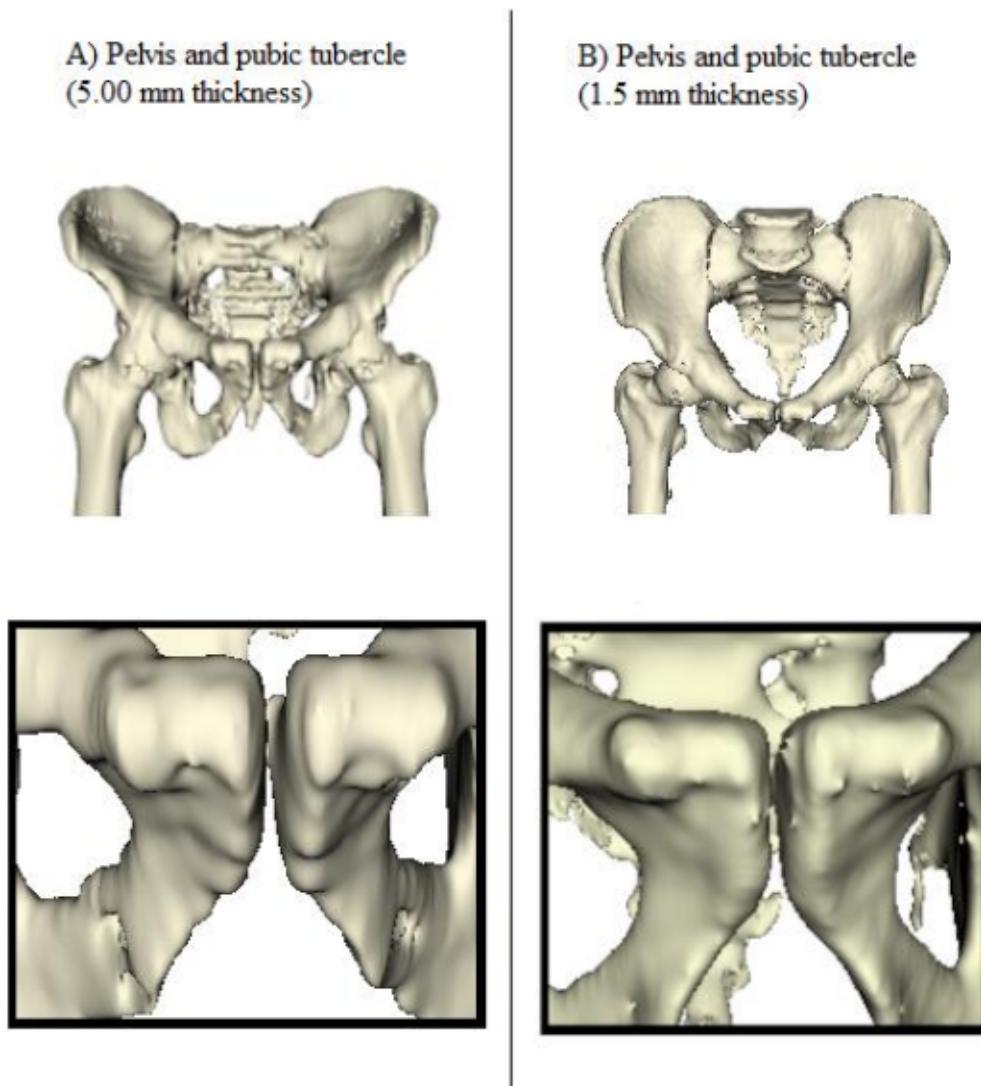 A) Pelvis and pubic tubercle
(5.00 mm thickness)
B) Pelvis and pubic tubercle
(1.5 mm thickness)